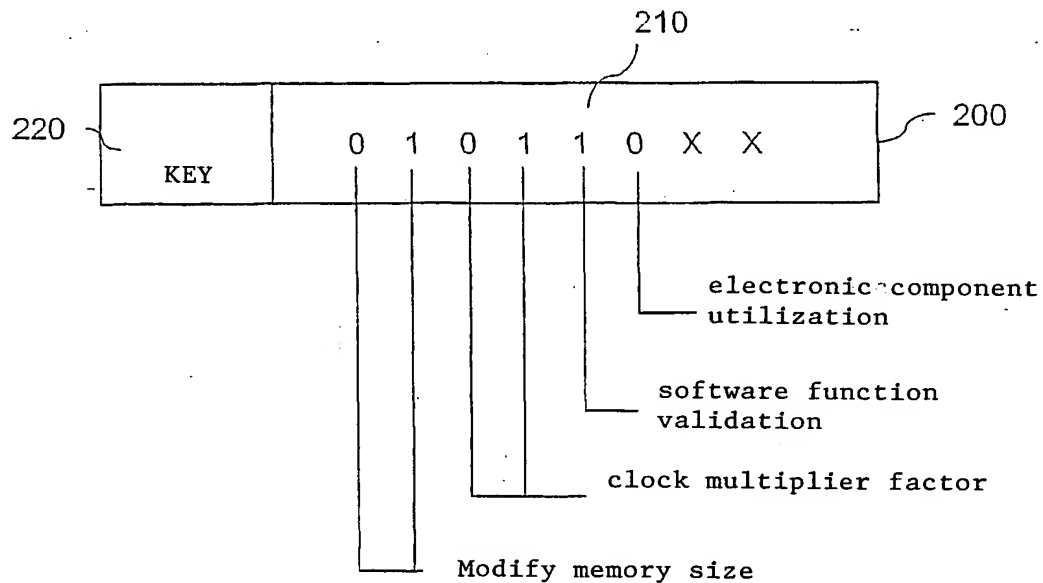 210
220
200
0 1 0 1 1 0 X X
KEY
electronic component
utilization
software function
validation
clock multiplier factor
Modify memory size